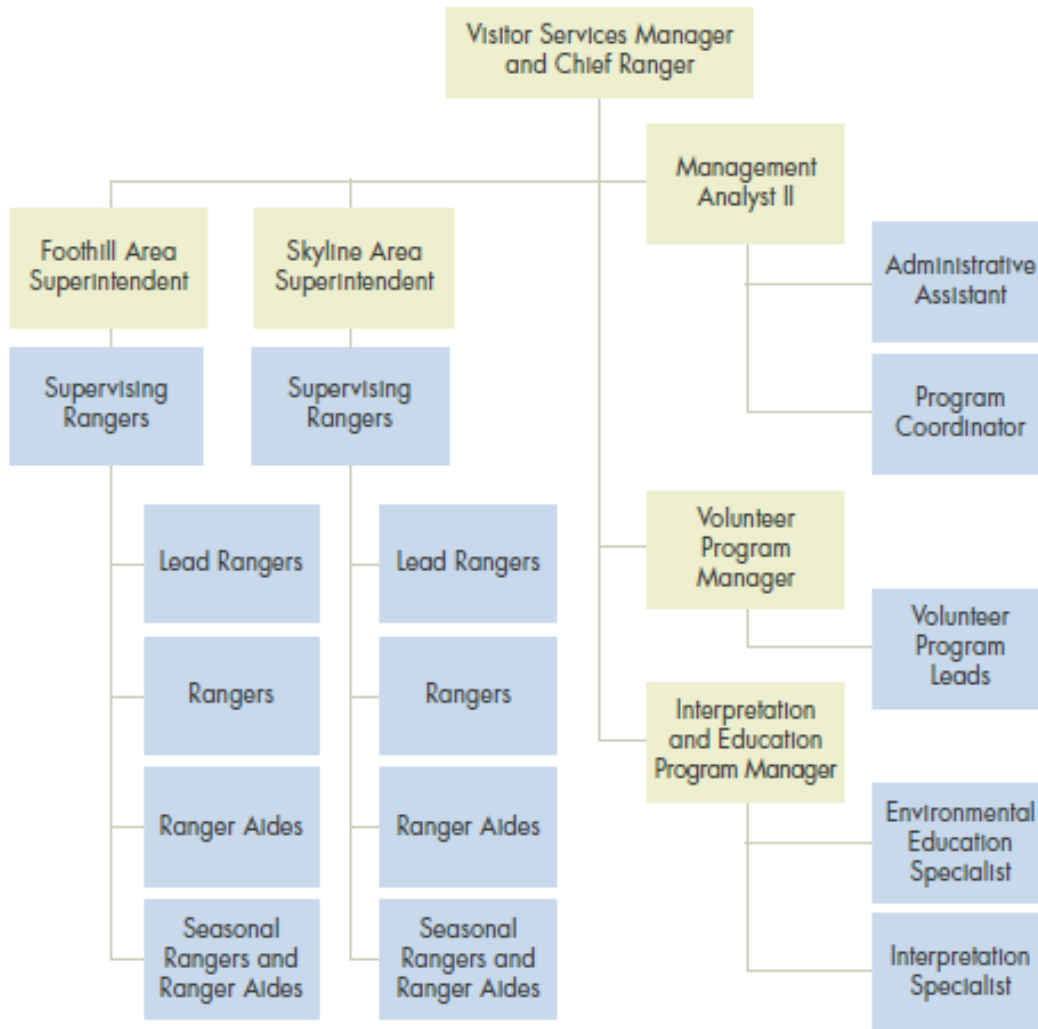 Visitor Services Manager
and Chief Ranger
Management
Analyst II
Foothill Area
Superintendent
Skyline Area
Superintendent
Administrative
Assistant
Supervising
Rangers
Supervising
Rangers
Program
Coordinator
Lead Rangers
Lead Rangers
Volunteer
Program
Manager
Volunteer
Program
Leads
Rangers
Rangers
Interpretation
and Education
Program Manager
Ranger Aides
Ranger Aides
Environmental
Education
Specialist
Seasonal
Rangers and
Ranger Aides
Seasonal
Rangers and
Ranger Aides
Interpretation
Specialist